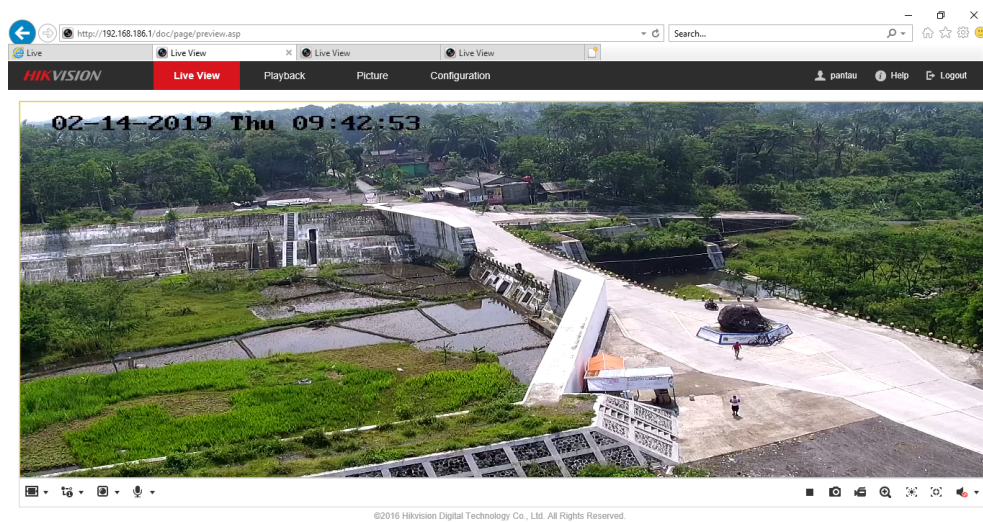 http://192.168.186.1/doc/page/preview.asp
Search...
Live
Live View
Live View
Live View
HIKVISION
Live View
Playback
Picture
Configuration
pantau
Help
Logout
02-14-2019 Thu 09:42:53
©2016 Hikvision Digital Technology Co., Ltd. All Rights Reserved.